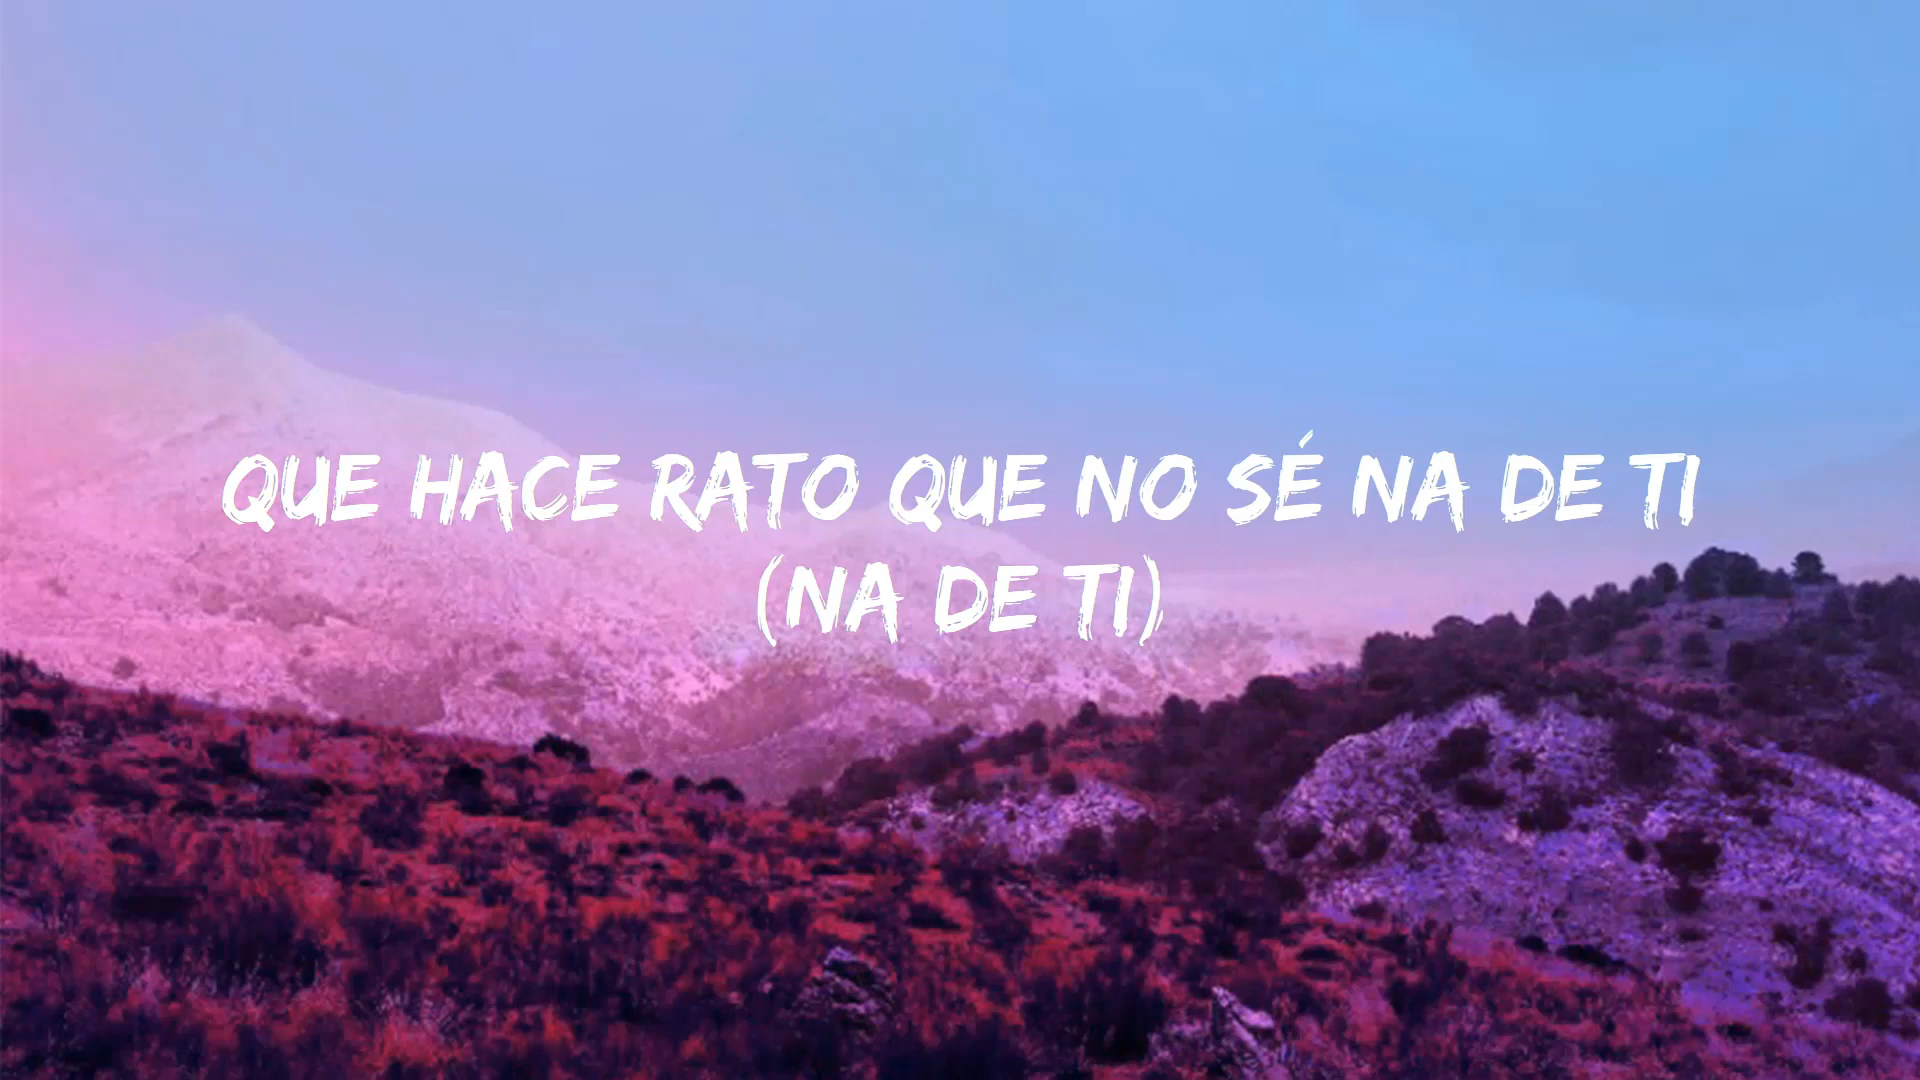 QUE HACE RATO QUE NO SÉ NA DE TI
(NA DE TI)